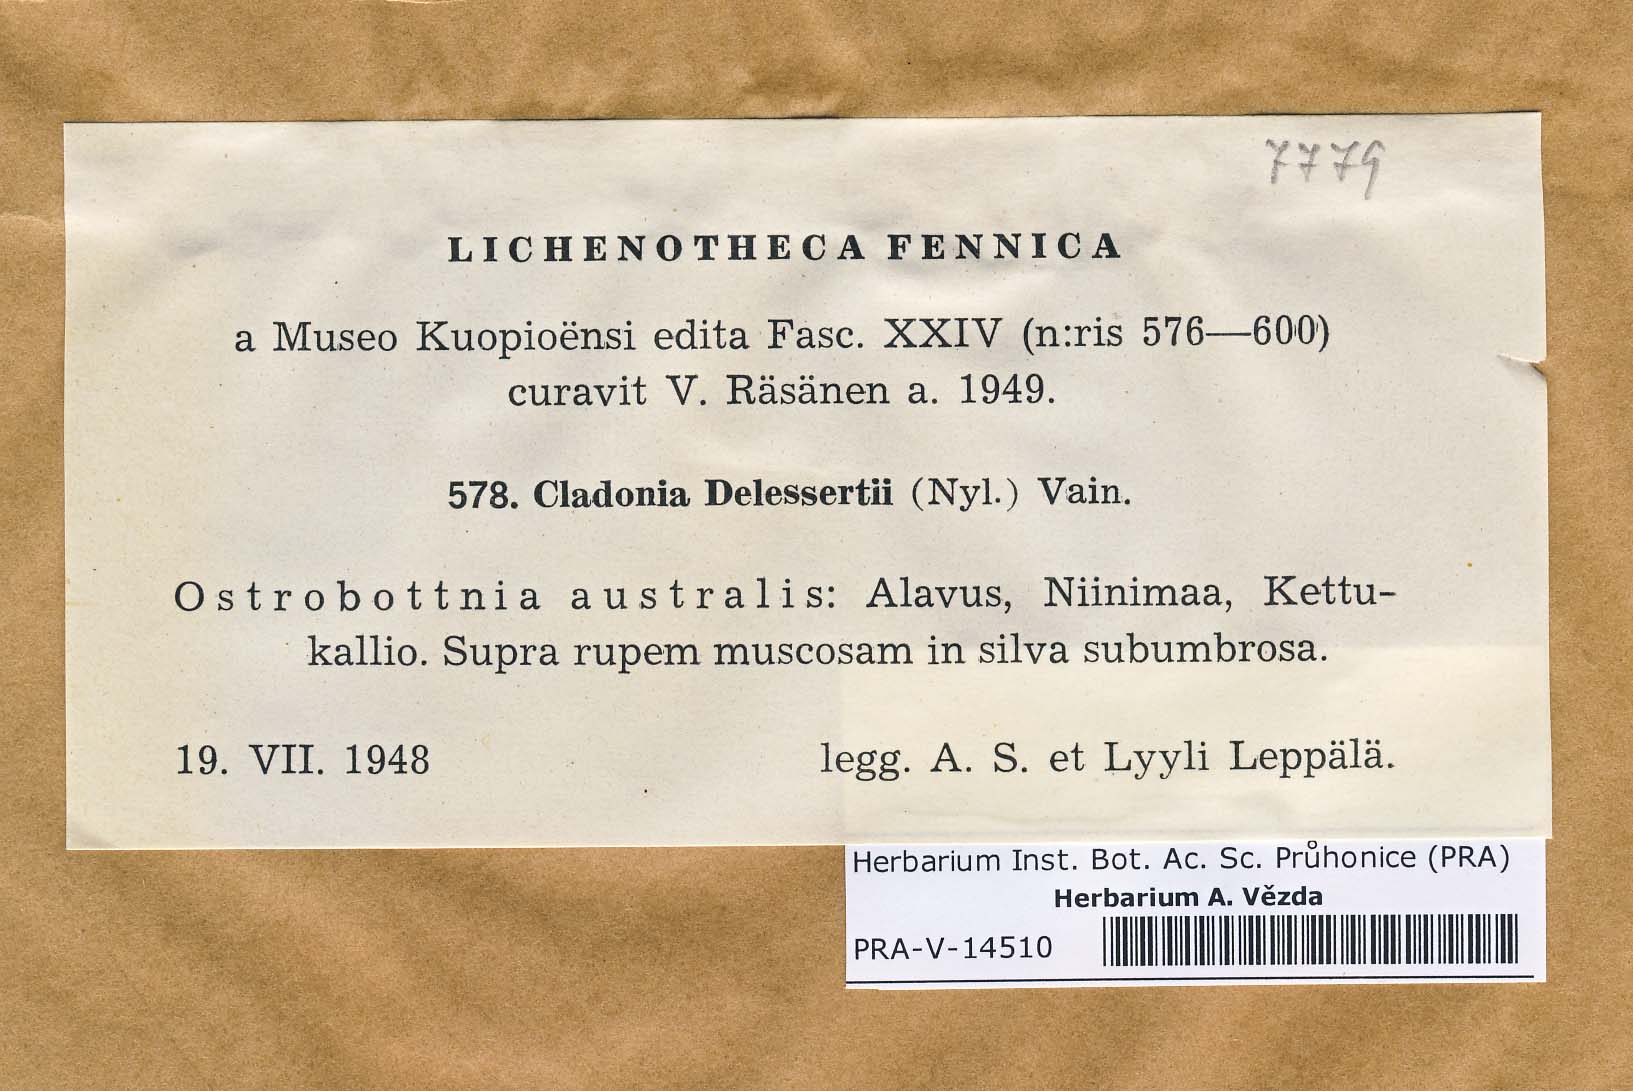 7779
LICHENOTHECA FENNICA
a Museo Kuopioënsi edita Fasc. XXIV (n:ris 576—600)
curavit V. Räsänen a. 1949.
578. Cladonia Delessertii (Nyl.) Vain.
Ostrobottnia australis: Alavus, Niinimaa, Kettu-
kallio. Supra rupem muscosam in silva subumbrosa.
19. VII. 1948 legg. A. S. et Lyyli Leppälä.
Herbarium Inst. Bot. Ac. Sc. Průhonice (PRA)
Herbarium A. Vězda
PRA-V-14510